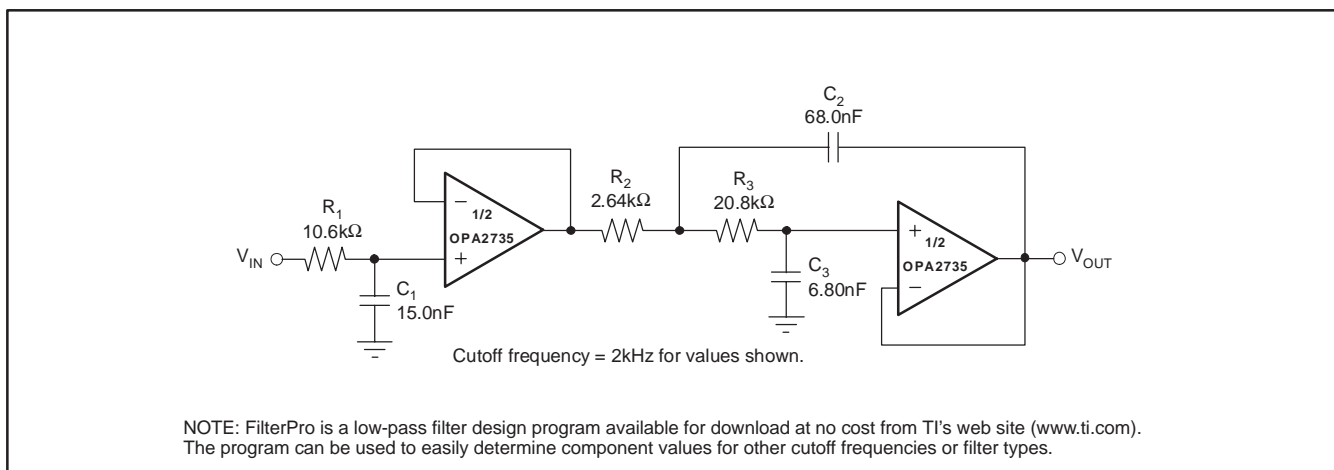 C2
68.0nF
R1
10.6kΩ
VIN
C1
15.0nF
−
+
1/2
OPA2735
R2
2.64kΩ
R3
20.8kΩ
C3
6.80nF
+
−
1/2
OPA2735
VOUT
Cutoff frequency = 2kHz for values shown.
NOTE: FilterPro is a low-pass filter design program available for download at no cost from TI's web site (www.ti.com).
The program can be used to easily determine component values for other cutoff frequencies or filter types.